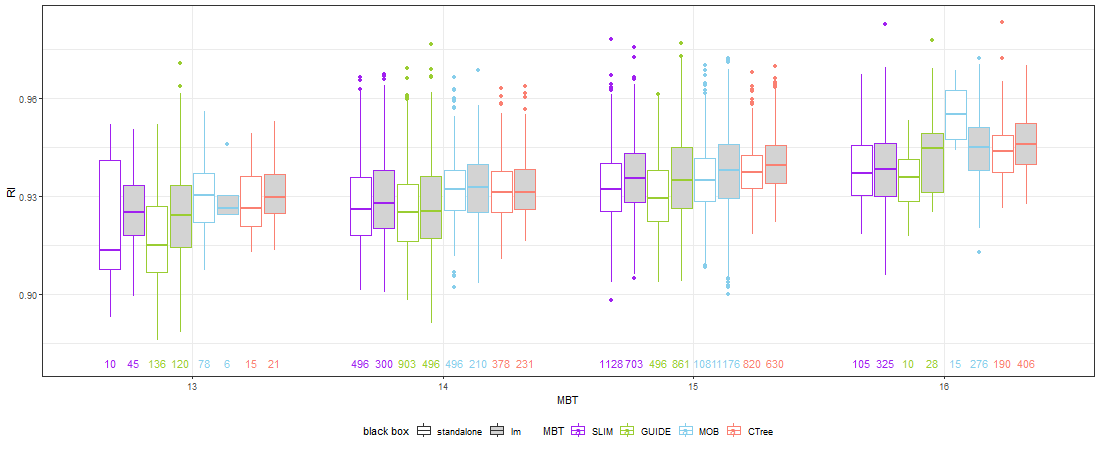 RI
0.96
0.93
0.90
10 45 136 120 78 6 15 21 496 300 903 496 496 210 378 231 1128 703 496 861 1081 1176 820 630 105 325 10 28 15 276 190 406
13 14 15 16
MBT
black box standalone lm MBT SLIM GUIDE MOB CTree